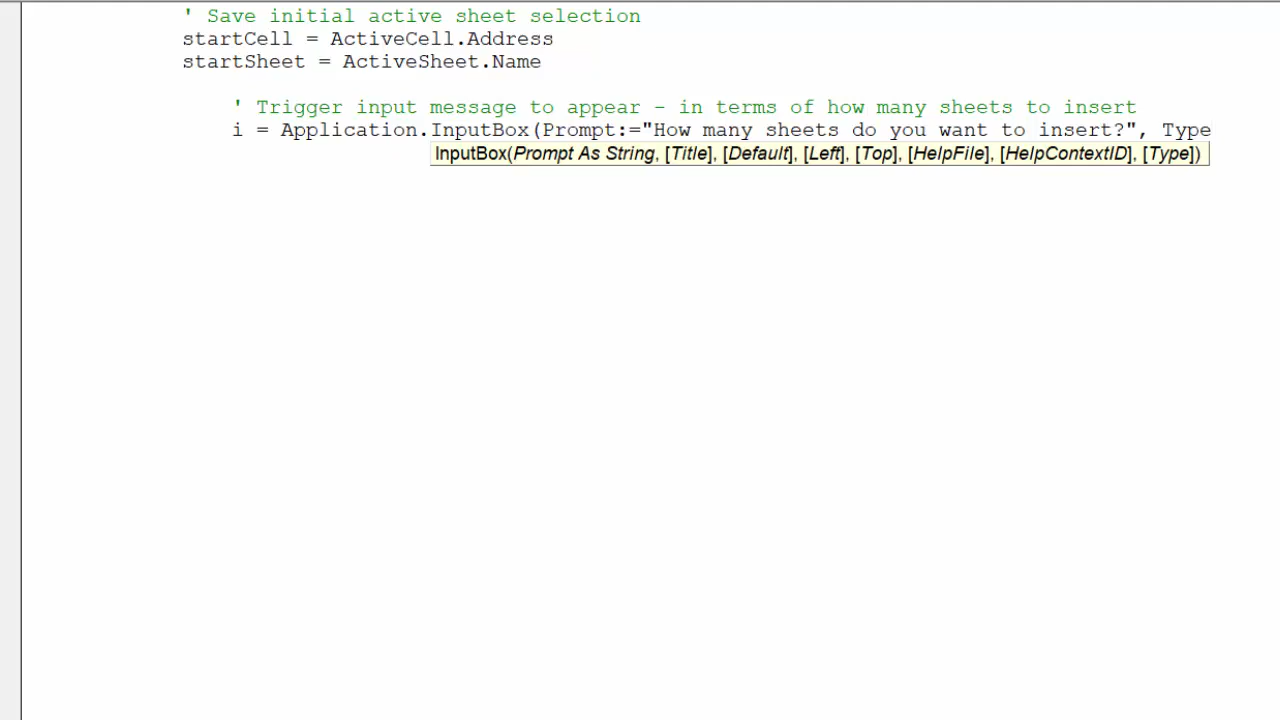 ' Save initial active sheet selection
startCell = ActiveCell.Address
startSheet = ActiveSheet.Name
' Trigger input message to appear - in terms of how many sheets to insert
i = Application.InputBox(Prompt:="How many sheets do you want to insert?", Type
InputBox(Prompt As String, [Title], [Default], [Left], [Top], [HelpFile], [HelpContextID], [Type])